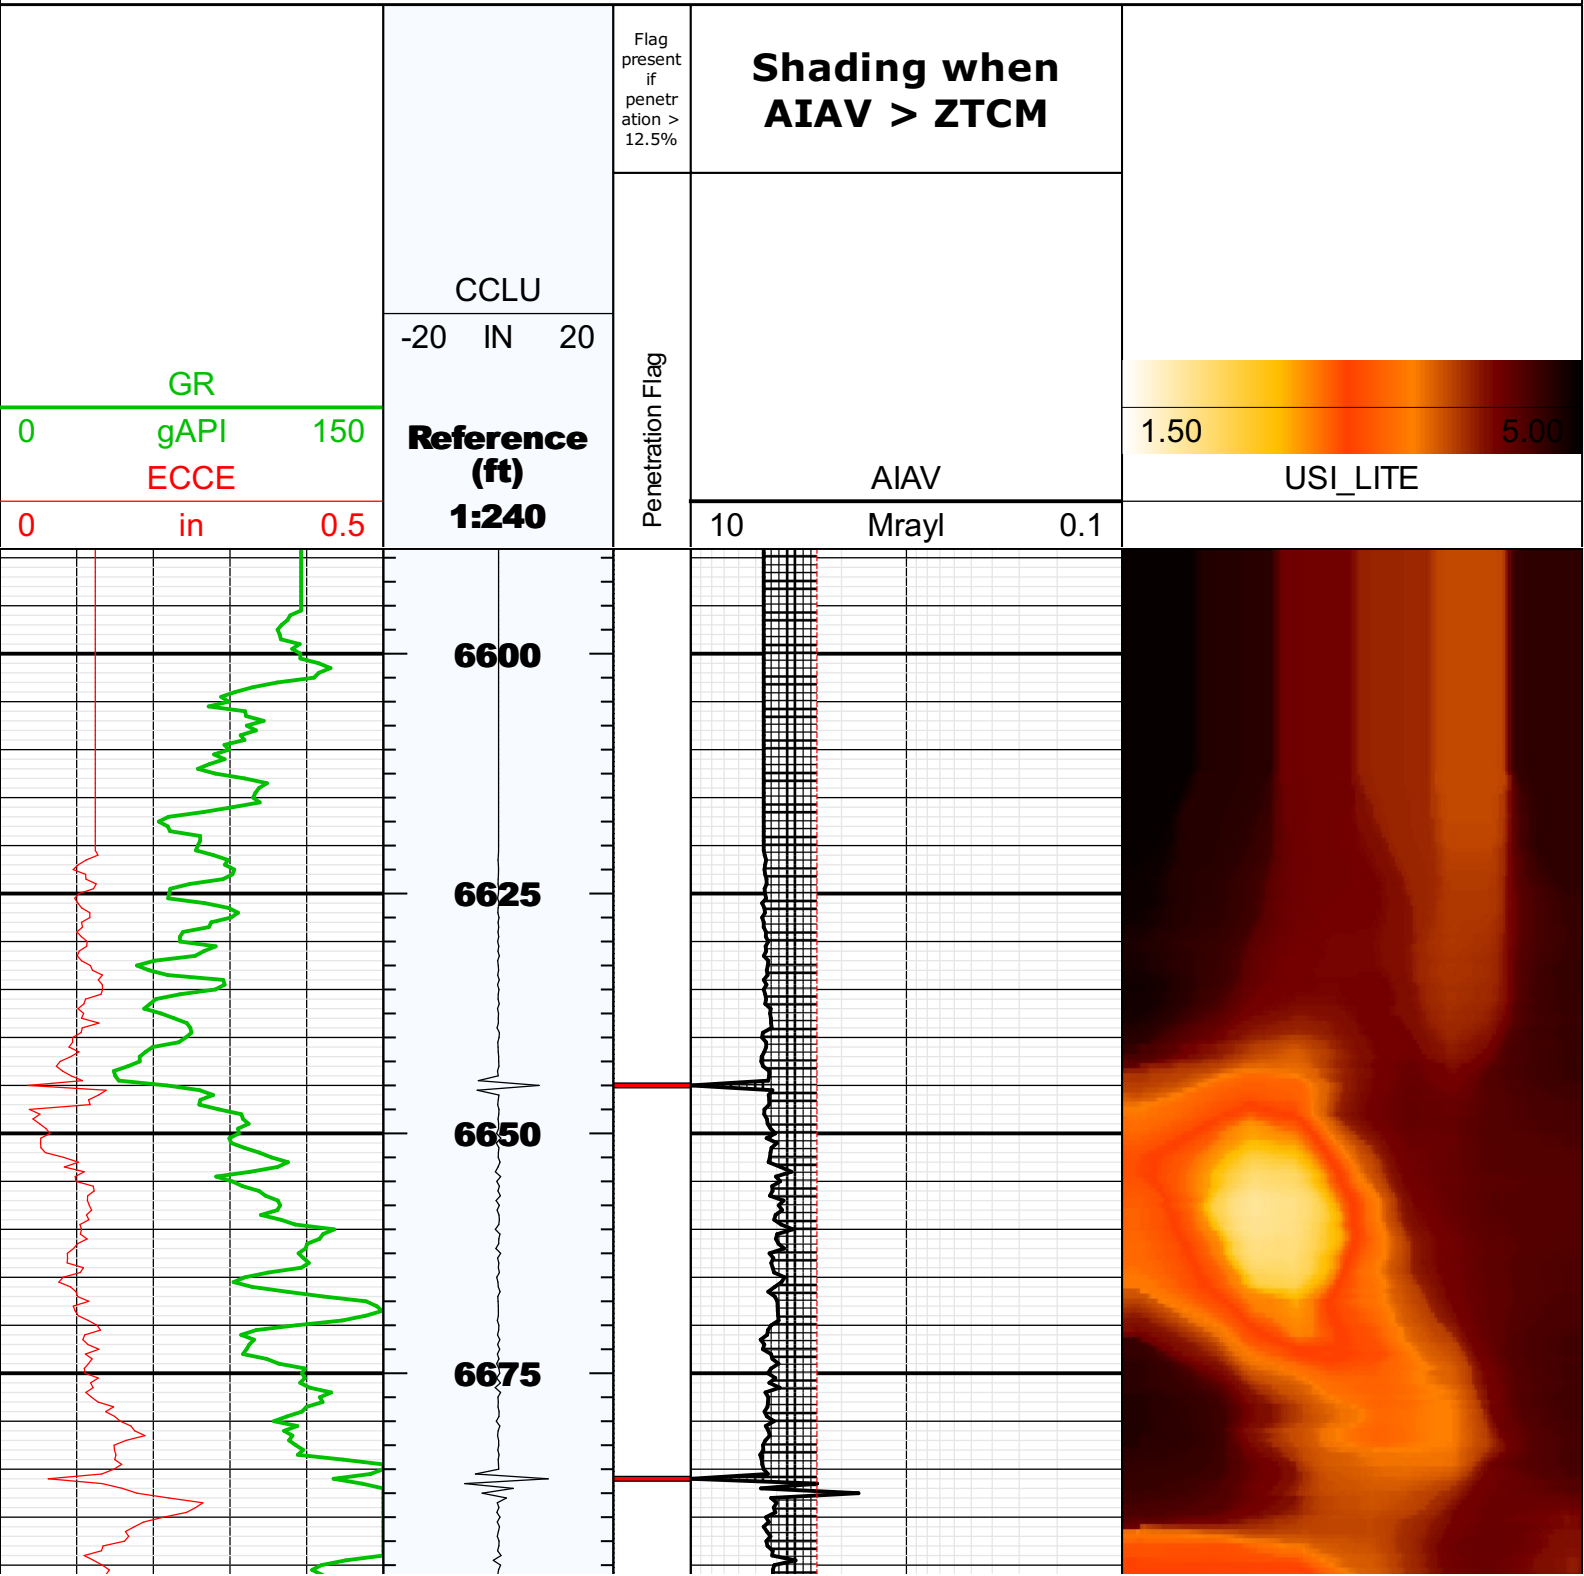 Flag
present
if
penetr
ation >
12.5%
Shading when
AIAV > ZTCM
CCLU
-20 IN 20
GR
0 gAPI 150
ECCE
0 in 0.5
Reference
(ft)
1:240
Penetration Flag
AIAV
10 Mrayl 0.1
1.50 5.00
USI_LITE
6600
6625
6650
6675